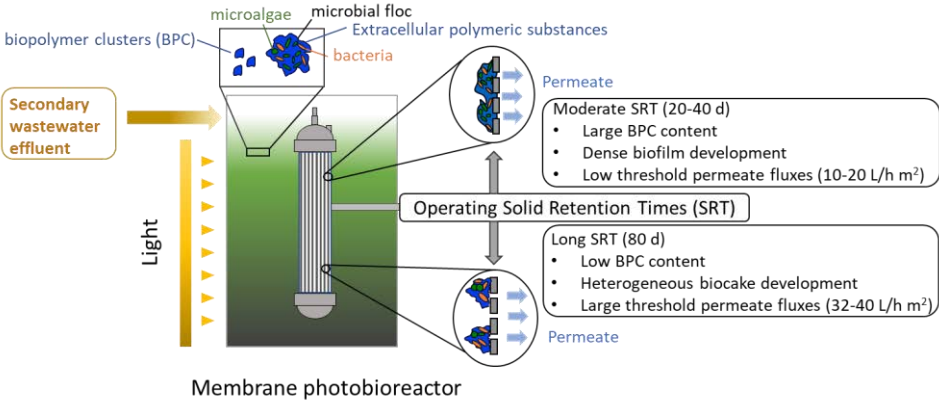 microalgae
microbial floc
biopolymer clusters (BPC)
Extracellular polymeric substances
bacteria
Secondary
wastewater
effluent
Light
Permeate
Moderate SRT (20-40 d)
• Large BPC content
• Dense biofilm development
• Low threshold permeate fluxes (10-20 L/h m²)
Operating Solid Retention Times (SRT)
Long SRT (80 d)
• Low BPC content
• Heterogeneous biocake development
• Large threshold permeate fluxes (32-40 L/h m²)
Permeate
Membrane photobioreactor